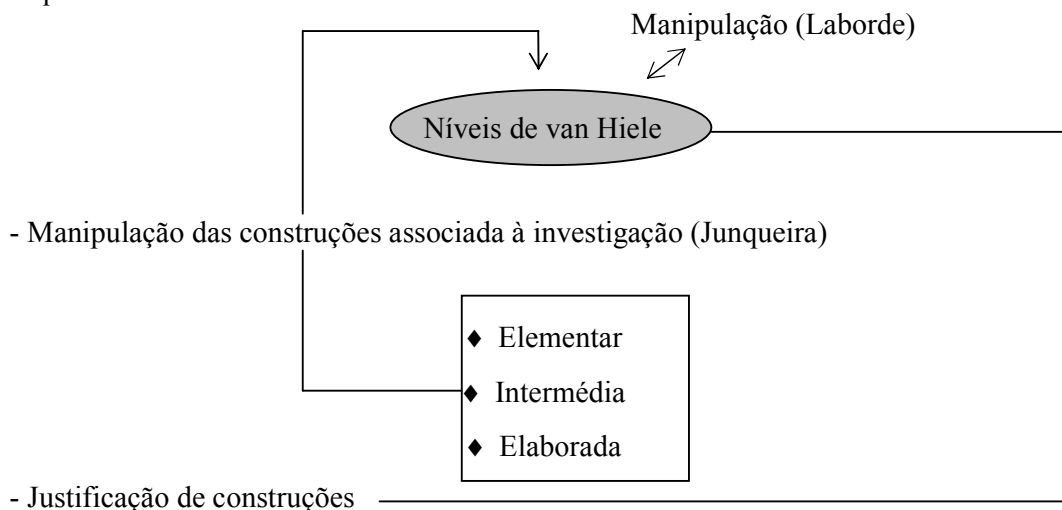 Manipulação (Laborde)
Níveis de van Hiele
- Manipulação das construções associada à investigação (Junqueira)
♦ Elementar
♦ Intermédia
♦ Elaborada
- Justificação de construções